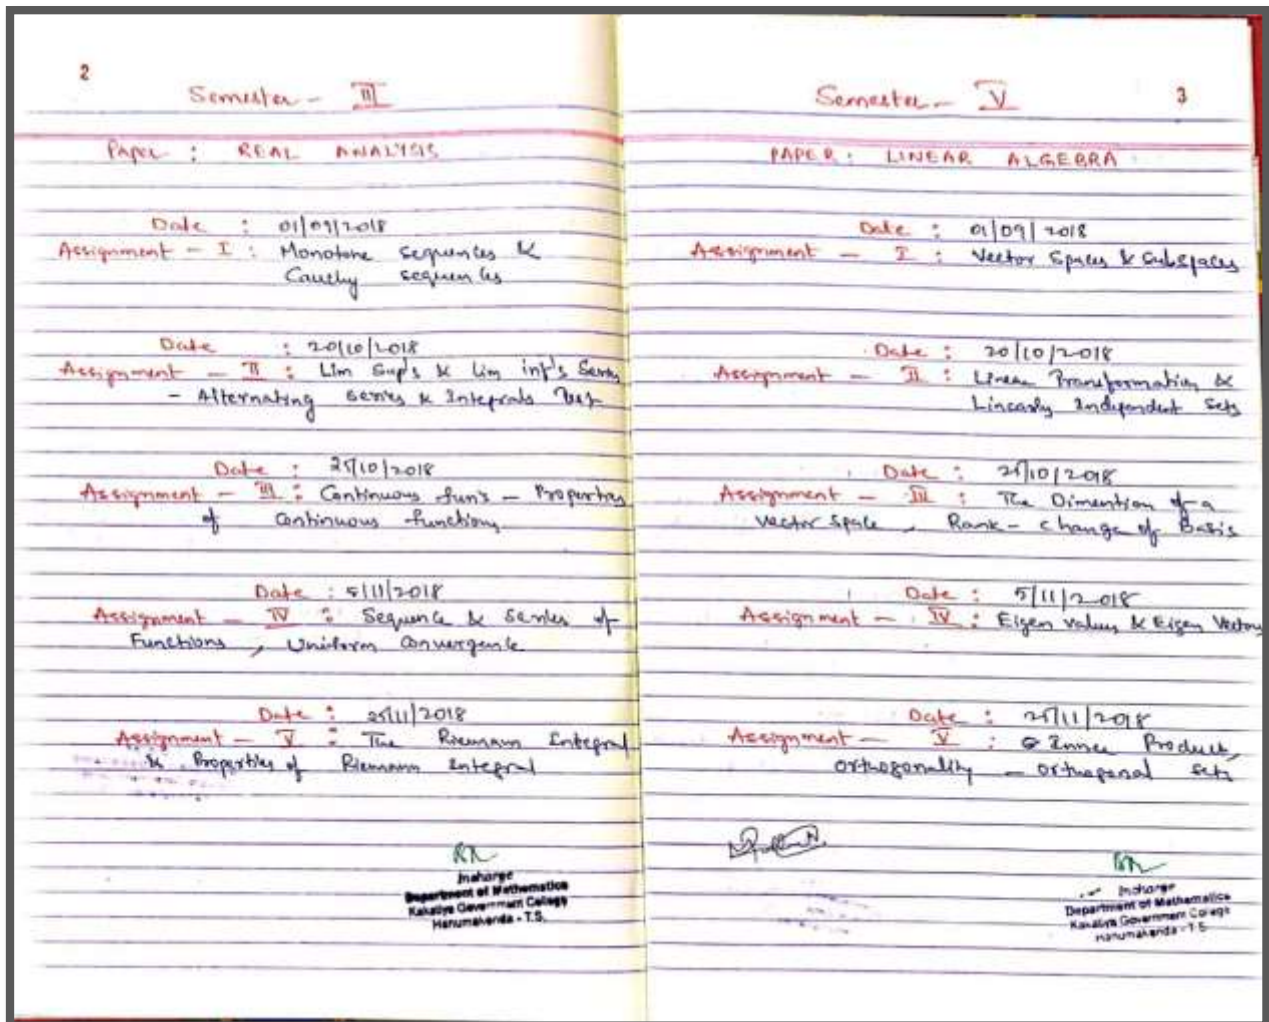 2
Semester - III
Paper : REAL ANALYSIS
Date : 01/09/2018
Assignment - I : Monotone sequences &
Cauchy sequences
Date : 20/10/2018
Assignment - II : Lim Sup's & Lim inf's Series
- Alternating series & Integrals Test
Date : 25/10/2018
Assignment - III : Continuous fun's - Properties
of Continuous functions
Date : 5/11/2018
Assignment - IV : Sequence & Series of
Functions, Uniform Convergence
Date : 25/11/2018
Assignment - V : The Riemann Integral
& Properties of Riemann Integral
Incharge
Department of Mathematics
Kakatiya Government College
Hanumakonda - T.S.
3
Semester - V
PAPER : LINEAR ALGEBRA
Date : 01/09/2018
Assignment - I : Vector Spaces & Subspaces
Date : 20/10/2018
Assignment - II : Linear Transformation &
Linearly Independent Sets
Date : 25/10/2018
Assignment - III : The Dimention of a
Vector Space, Rank - change of Basis
Date : 5/11/2018
Assignment - IV : Eigen values & Eigen Vectors
Date : 25/11/2018
Assignment - V : Inner Product,
Orthogonality - orthogonal sets
Incharge
Department of Mathematics
Kakatiya Government College
Hanumakonda - T.S.